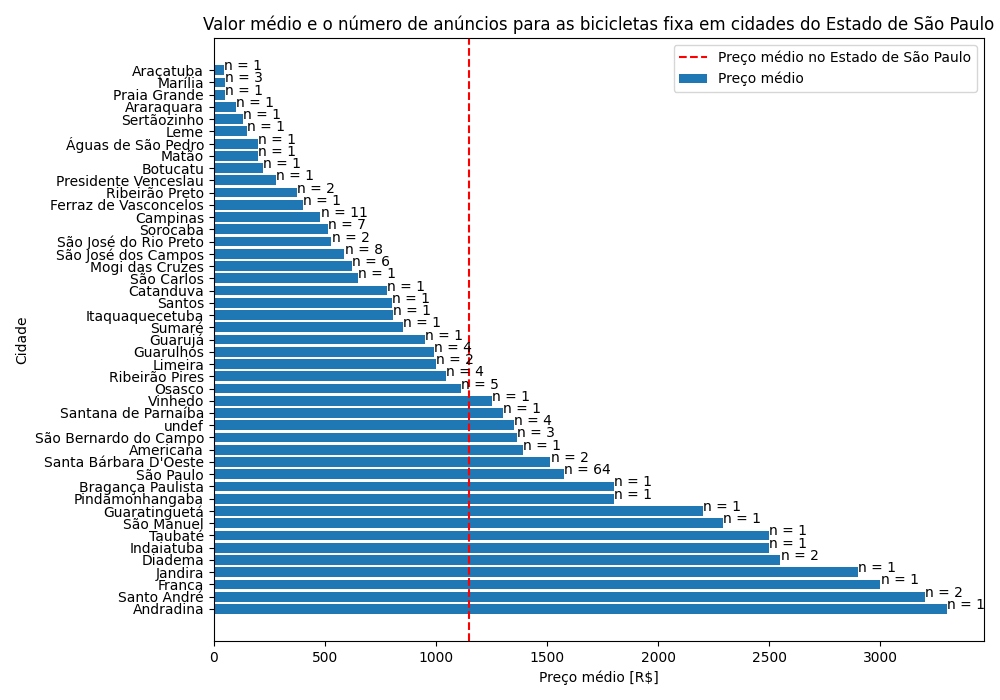 Valor médio e o número de anúncios para as bicicletas fixa em cidades do Estado de São Paulo
Preço médio no Estado de São Paulo
Preço médio
Cidade
Araçatuba n = 1
Marília n = 3
Praia Grande n = 1
Araraquara n = 1
Sertãozinho n = 1
Leme n = 1
Águas de São Pedro n = 1
Matão n = 1
Botucatu n = 1
Presidente Venceslau n = 1
Ribeirão Preto n = 2
Ferraz de Vasconcelos n = 1
Campinas n = 11
Sorocaba n = 7
São José do Rio Preto n = 2
São José dos Campos n = 8
Mogi das Cruzes n = 6
São Carlos n = 1
Catanduva n = 1
Santos n = 1
Itaquaquecetuba n = 1
Sumaré n = 1
Guarujá n = 1
Guarulhos n = 4
Limeira n = 2
Ribeirão Pires n = 4
Osasco n = 5
Vinhedo n = 1
Santana de Parnaíba n = 1
undef n = 4
São Bernardo do Campo n = 3
Americana n = 1
Santa Bárbara D'Oeste n = 2
São Paulo n = 64
Bragança Paulista n = 1
Pindamonhangaba n = 1
Guaratinguetá n = 1
São Manuel n = 1
Taubaté n = 1
Indaiatuba n = 1
Diadema n = 2
Jandira n = 1
Franca n = 1
Santo André n = 2
Andradina n = 1
0 500 1000 1500 2000 2500 3000
Preço médio [R$]